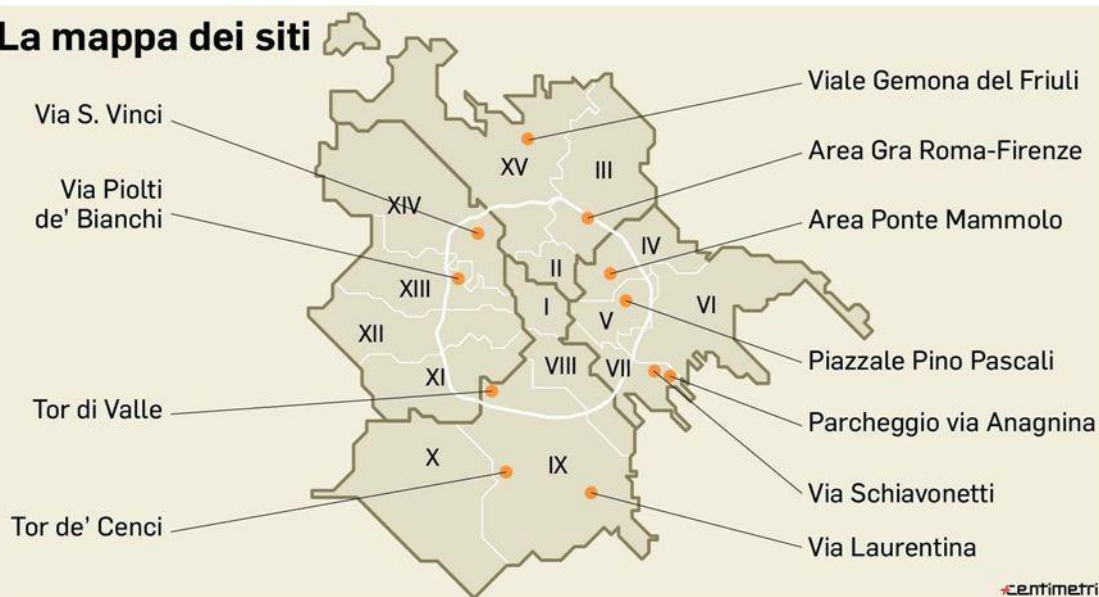 La mappa dei siti
Via S. Vinci
Via Piolti
de' Bianchi
Tor di Valle
Tor de' Cenci
Viale Gemona del Friuli
Area Gra Roma-Firenze
Area Ponte Mammolo
Piazzale Pino Pascali
Parcheggio via Anagnina
Via Schiavonetti
Via Laurentina
XV
III
XIV
IV
II
XIII
I
V
VI
XII
VIII
VII
XI
X
IX
centimetri